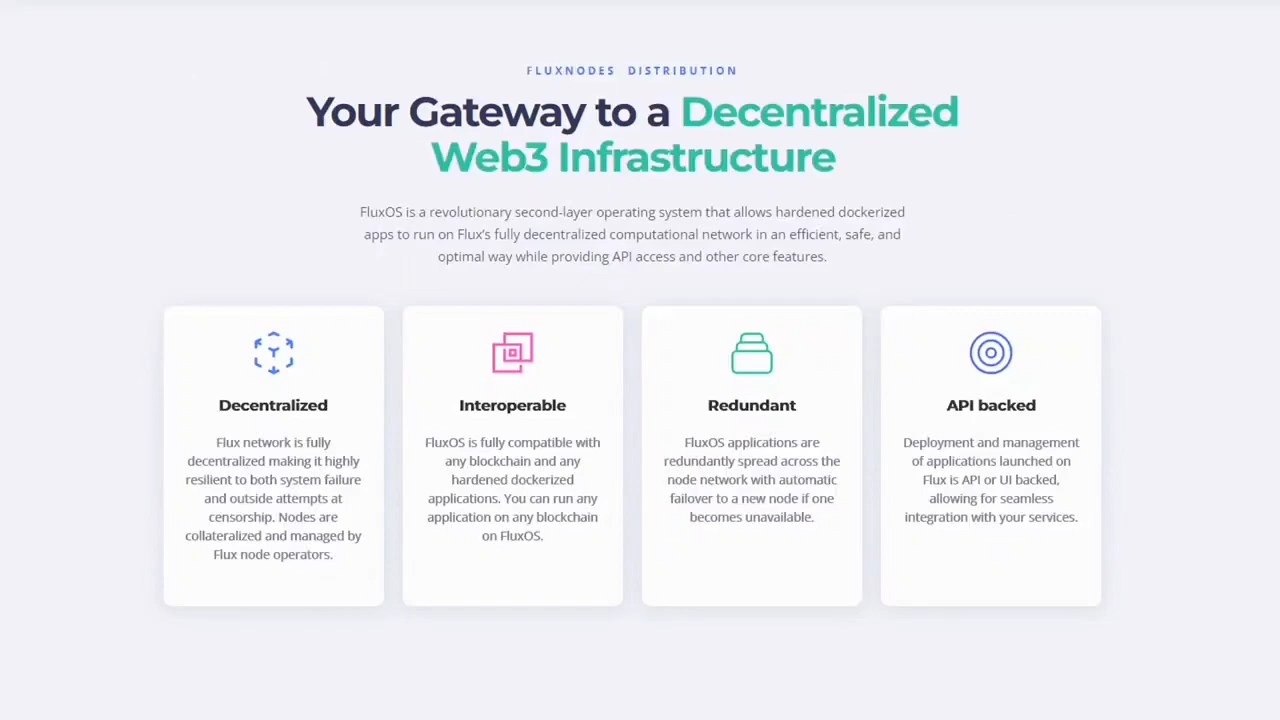 FLUXNODES DISTRIBUTION
Your Gateway to a Decentralized
Web3 Infrastructure
FluxOS is a revolutionary second-layer operating system that allows hardened dockerized
apps to run on Flux's fully decentralized computational network in an efficient, safe, and
optimal way while providing API access and other core features.
Decentralized
Flux network is fully
decentralized making it highly
resilient to both system failure
and outside attempts at
censorship. Nodes are
collateralized and managed by
Flux node operators.
Interoperable
FluxOS is fully compatible with
any blockchain and any
hardened dockerized
applications. You can run any
application on any blockchain
on FluxOS.
Redundant
FluxOS applications are
redundantly spread across the
node network with automatic
failover to a new node if one
becomes unavailable.
API backed
Deployment and management
of applications launched on
Flux is API or UI backed,
allowing for seamless
integration with your services.